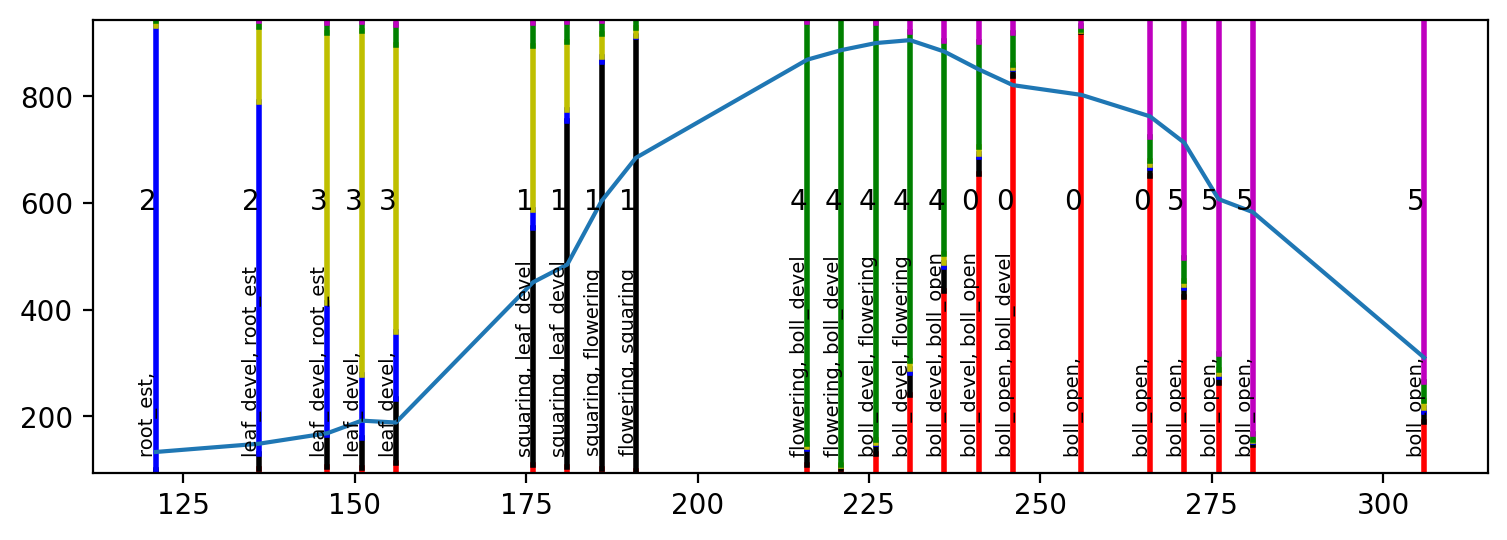 800
600
400
200
2 2 3 3 3 1 1 1 1 4 4 4 4 4 0 0 0 0 5 5 5 5
root_est,
leaf_devel, root_est
leaf_devel, root_est
leaf_devel,
leaf_devel,
squaring, leaf_devel
squaring, leaf_devel
squaring, flowering
flowering, squaring
flowering, boll_devel
flowering, boll_devel
boll_devel, flowering
boll_devel, flowering
boll_devel, boll_open
boll_devel, boll_open
boll_open, boll_devel
boll_open,
boll_open,
boll_open,
boll_open,
boll_open,
boll_open,
125 150 175 200 225 250 275 300